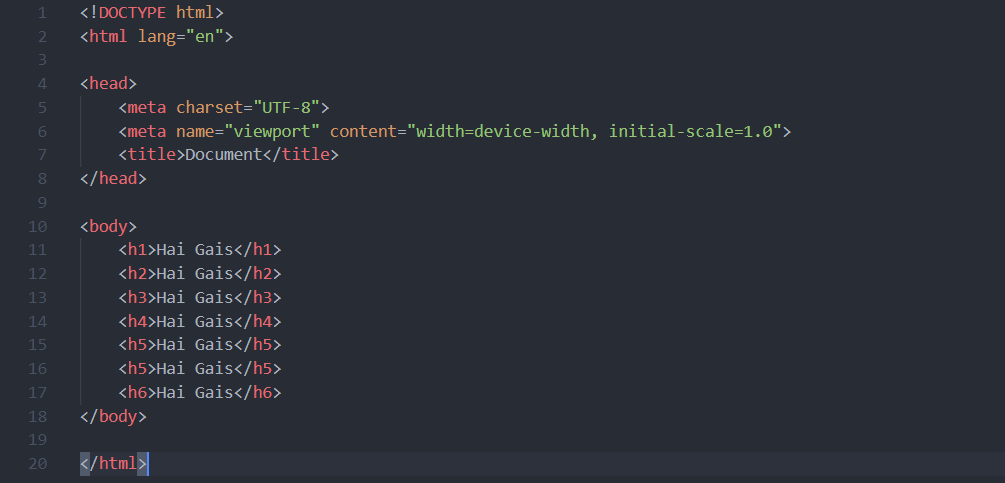 1 <!DOCTYPE html>
2 <html lang="en">
3
4 <head>
5     <meta charset="UTF-8">
6     <meta name="viewport" content="width=device-width, initial-scale=1.0">
7     <title>Document</title>
8 </head>
9
10 <body>
11     <h1>Hai Gais</h1>
12     <h2>Hai Gais</h2>
13     <h3>Hai Gais</h3>
14     <h4>Hai Gais</h4>
15     <h5>Hai Gais</h5>
16     <h5>Hai Gais</h5>
17     <h6>Hai Gais</h6>
18 </body>
19
20 </html>